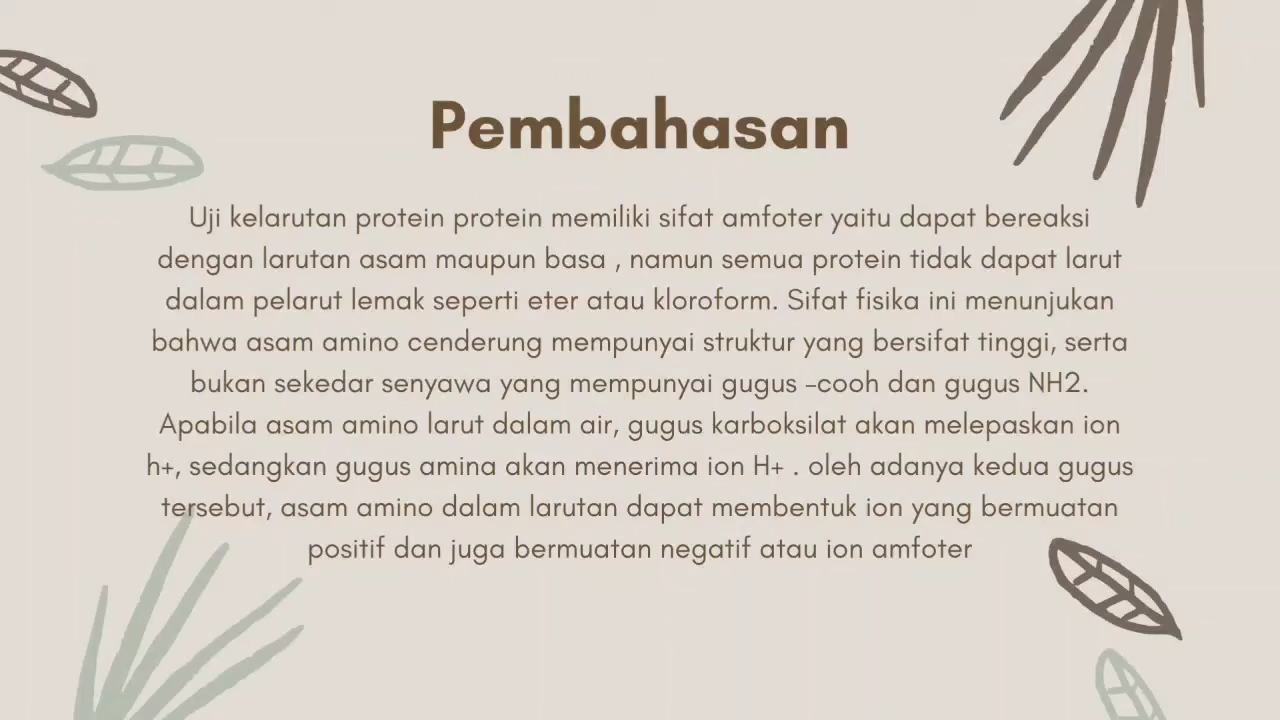 Pembahasan
Uji kelarutan protein protein memiliki sifat amfoter yaitu dapat bereaksi
dengan larutan asam maupun basa , namun semua protein tidak dapat larut
dalam pelarut lemak seperti eter atau kloroform. Sifat fisika ini menunjukan
bahwa asam amino cenderung mempunyai struktur yang bersifat tinggi, serta
bukan sekedar senyawa yang mempunyai gugus –cooh dan gugus NH2.
Apabila asam amino larut dalam air, gugus karboksilat akan melepaskan ion
h+, sedangkan gugus amina akan menerima ion H+ . oleh adanya kedua gugus
tersebut, asam amino dalam larutan dapat membentuk ion yang bermuatan
positif dan juga bermuatan negatif atau ion amfoter